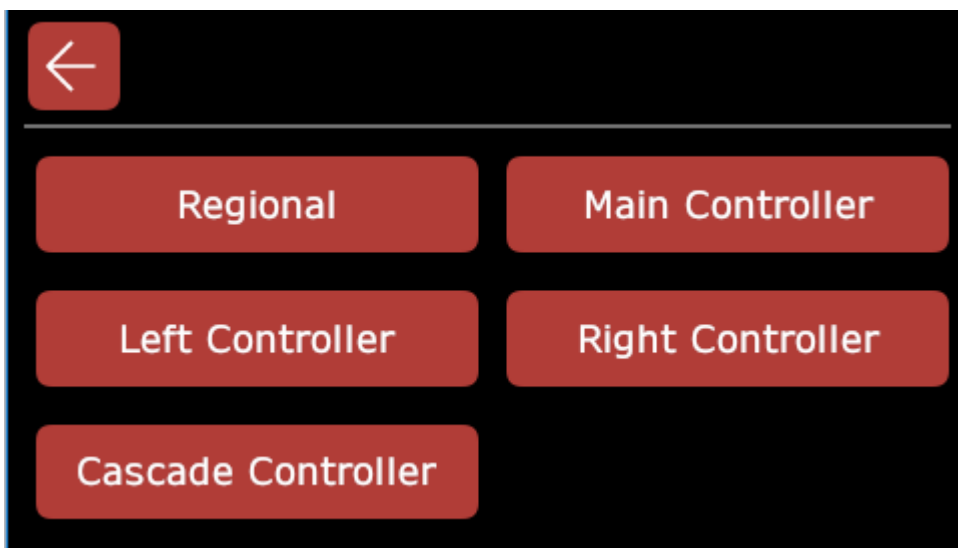 Regional
Main Controller
Left Controller
Right Controller
Cascade Controller